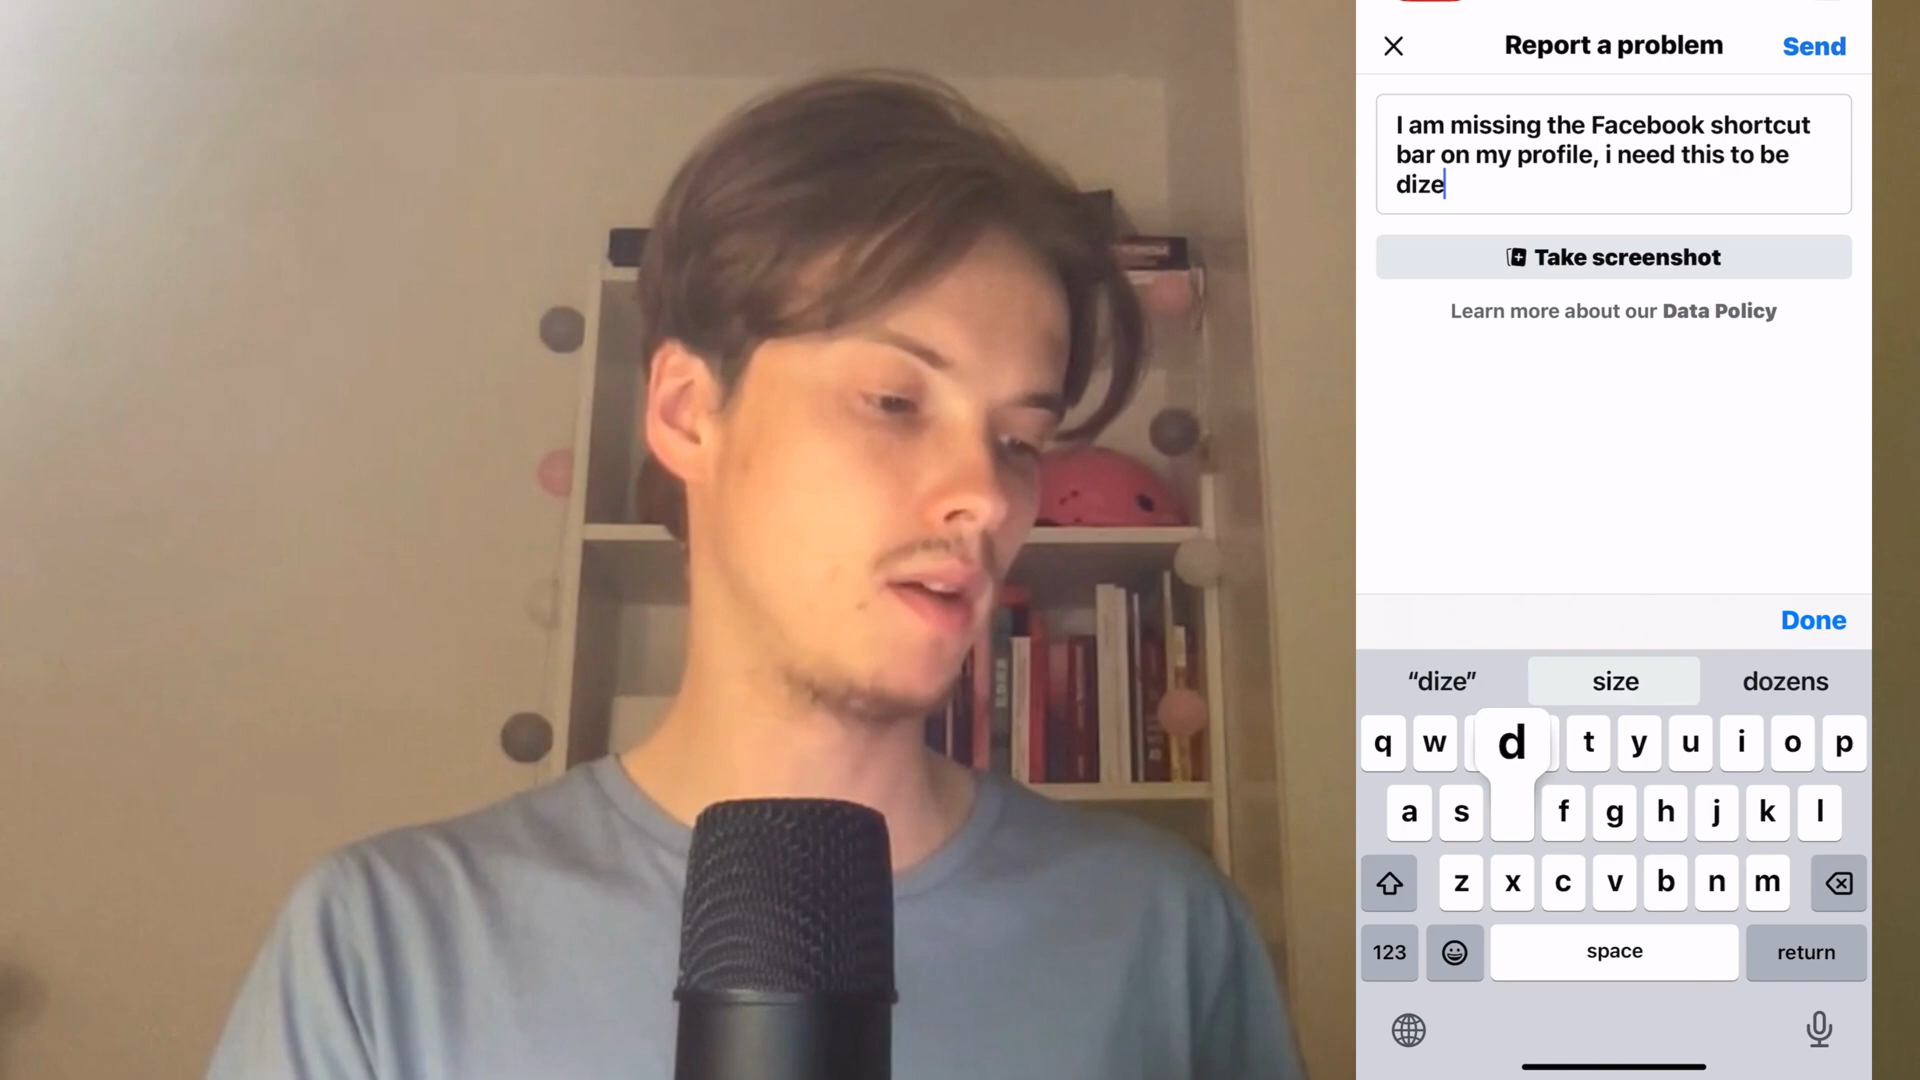 Report a problem
Send
I am missing the Facebook shortcut
bar on my profile, i need this to be
dize
Take screenshot
Learn more about our Data Policy
Done
“dize” size dozens
q w d t y u i o p
a s f g h j k l
z x c v b n m
123 space return